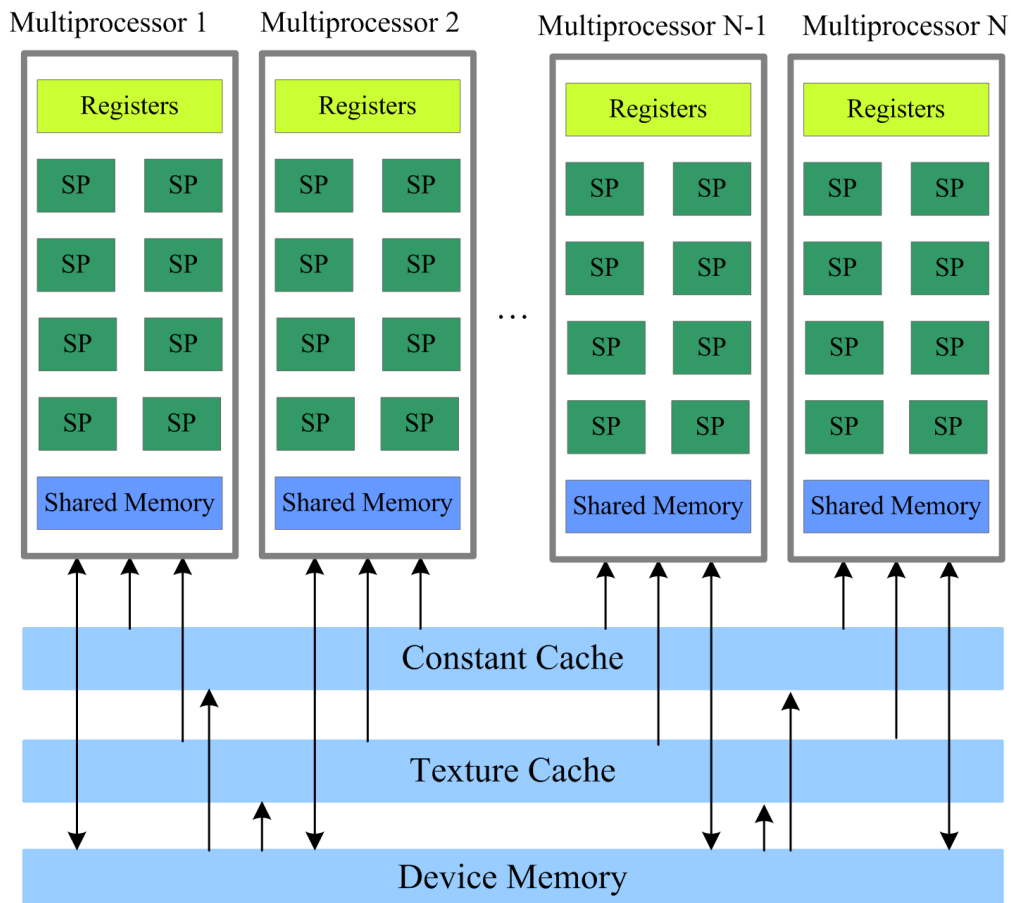 Multiprocessor 1 Multiprocessor 2 Multiprocessor N-1 Multiprocessor N
Registers Registers Registers Registers
SP SP SP SP SP SP SP SP
SP SP SP SP SP SP SP SP
...
SP SP SP SP SP SP SP SP
SP SP SP SP SP SP SP SP
Shared Memory Shared Memory Shared Memory Shared Memory
Constant Cache
Texture Cache
Device Memory